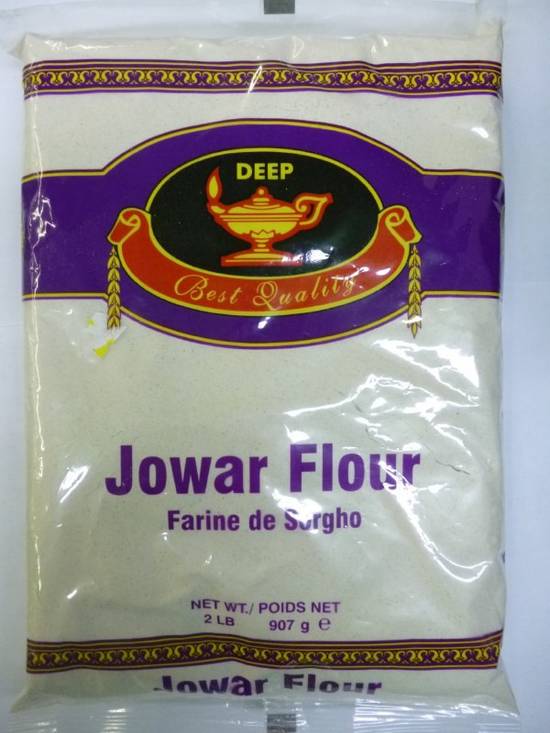 DEEP
Best Quality
Jowar Flour
Farine de Sorgho
NET WT./ POIDS NET
2 LB 907 g ℮
Jowar Flour